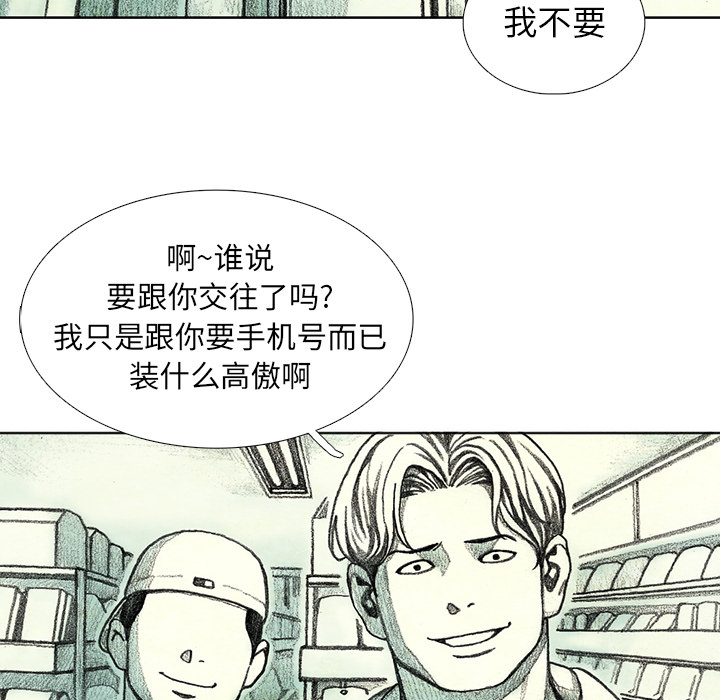 我不要
啊~谁说
要跟你交往了吗?
我只是跟你要手机号而已
装什么高傲啊